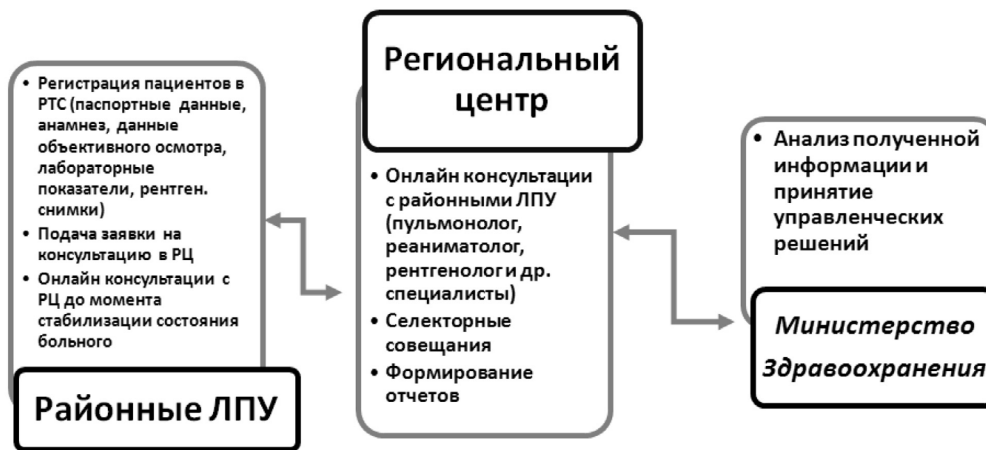 • Регистрация пациентов в
РТС (паспортные данные,
анамнез, данные
объективного осмотра,
лабораторные
показатели, рентген.
снимки)
• Подача заявки на
консультацию в РЦ
• Онлайн консультации с
РЦ до момента
стабилизации состояния
больного
Районные ЛПУ
Региональный
центр
• Онлайн консультации
с районными ЛПУ
(пульмонолог,
реаниматолог,
рентгенолог и др.
специалисты)
• Селекторные
совещания
• Формирование
отчетов
• Анализ полученной
информации и
принятие
управленческих
решений
Министерство
Здравоохранения